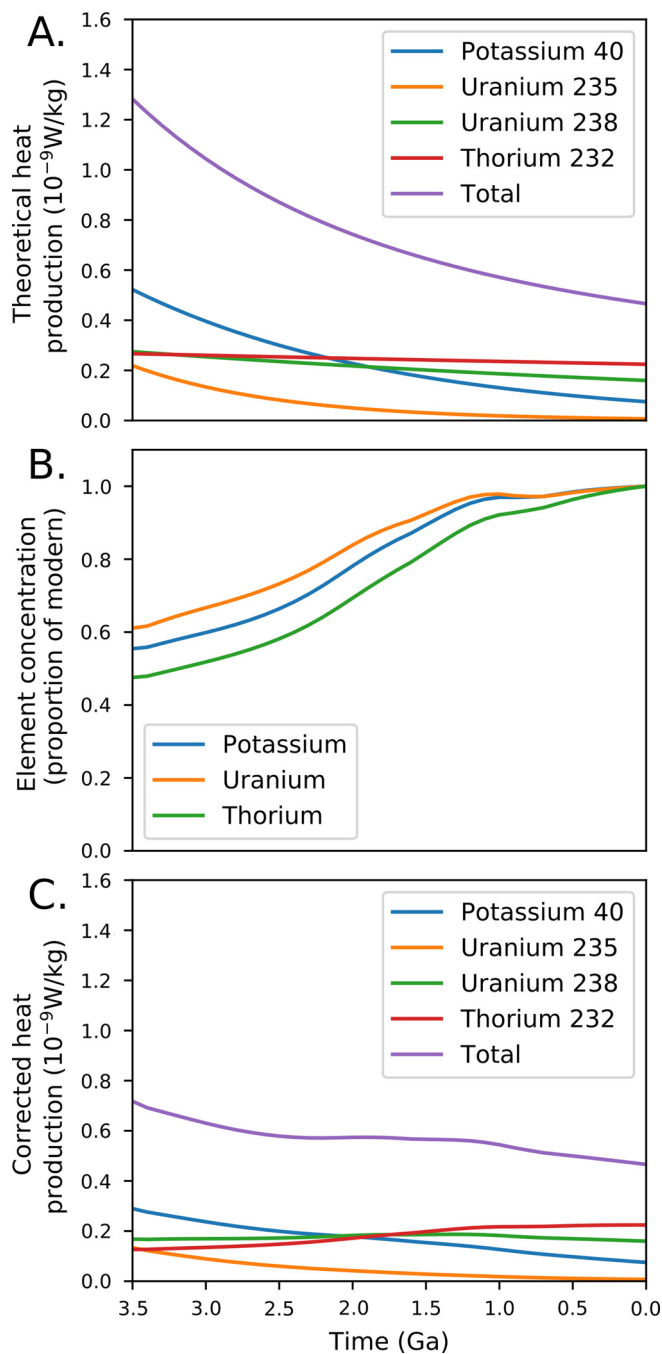 A.
Theoretical heat
production (10⁻⁹W/kg)
1.6
1.4
1.2
1.0
0.8
0.6
0.4
0.2
0.0
Potassium 40
Uranium 235
Uranium 238
Thorium 232
Total
B.
Element concentration
(proportion of modern)
1.0
0.8
0.6
0.4
0.2
0.0
Potassium
Uranium
Thorium
C.
Corrected heat
production (10⁻⁹W/kg)
1.6
1.4
1.2
1.0
0.8
0.6
0.4
0.2
0.0
Potassium 40
Uranium 235
Uranium 238
Thorium 232
Total
3.5 3.0 2.5 2.0 1.5 1.0 0.5 0.0
Time (Ga)